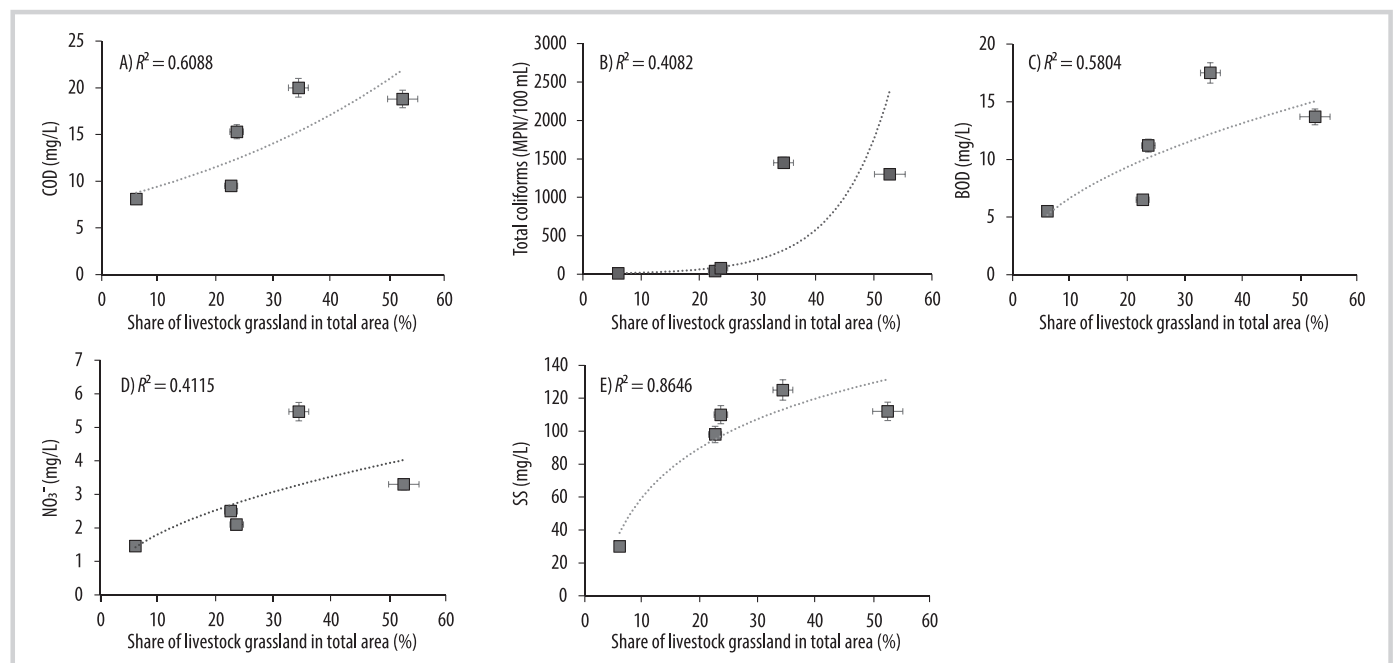 A) R² = 0.6088
COD (mg/L)
25
20
15
10
5
0
0 10 20 30 40 50 60
Share of livestock grassland in total area (%)
B) R² = 0.4082
Total coliforms (MPN/100 mL)
3000
2500
2000
1500
1000
500
0
0 10 20 30 40 50 60
Share of livestock grassland in total area (%)
C) R² = 0.5804
BOD (mg/L)
20
15
10
5
0
0 10 20 30 40 50 60
Share of livestock grassland in total area (%)
D) R² = 0.4115
NO₃⁻ (mg/L)
7
6
5
4
3
2
1
0
0 10 20 30 40 50 60
Share of livestock grassland in total area (%)
E) R² = 0.8646
SS (mg/L)
140
120
100
80
60
40
20
0
0 10 20 30 40 50 60
Share of livestock grassland in total area (%)